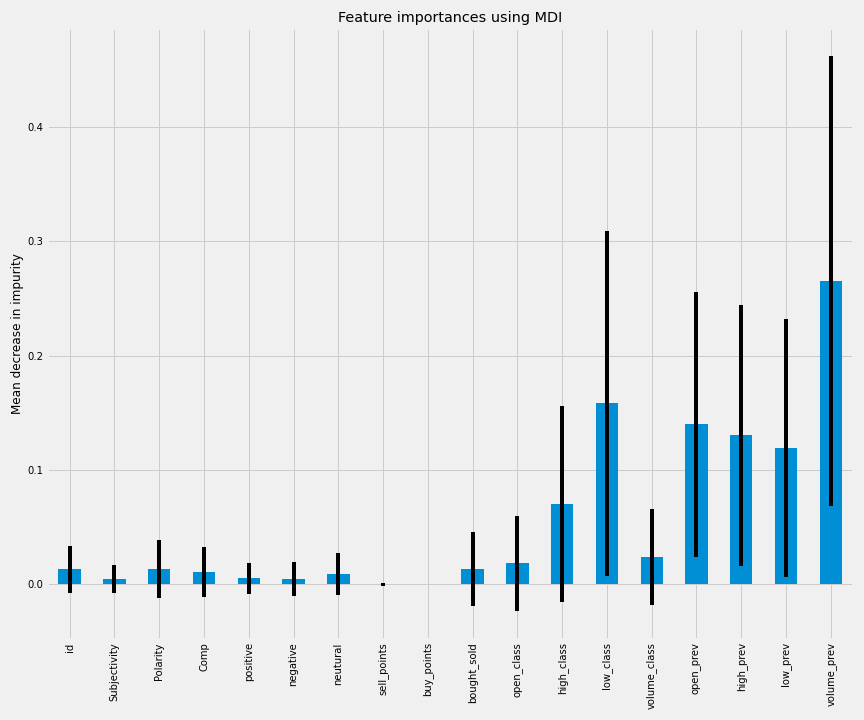 Feature importances using MDI
Mean decrease in impurity
0.4
0.3
0.2
0.1
0.0
id
Subjectivity
Polarity
Comp
positive
negative
neutural
sell_points
buy_points
bought_sold
open_class
high_class
low_class
volume_class
open_prev
high_prev
low_prev
volume_prev